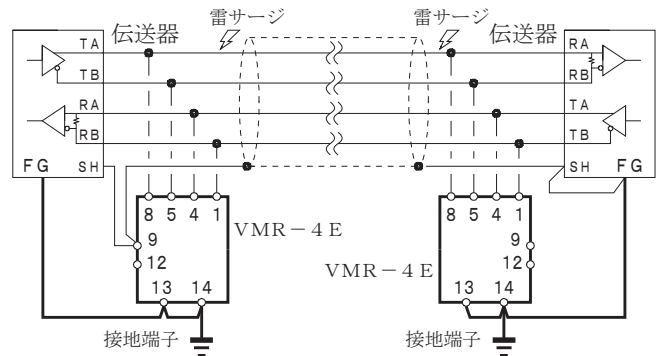 雷サージ 雷サージ
伝送器 伝送器
TA RA
TB RB
RA TA
RB TB
FG SH SH FG
8 5 4 1 8 5 4 1
9 VMR-4E 9
12 VMR-4E 12
13 14 13 14
接地端子 接地端子